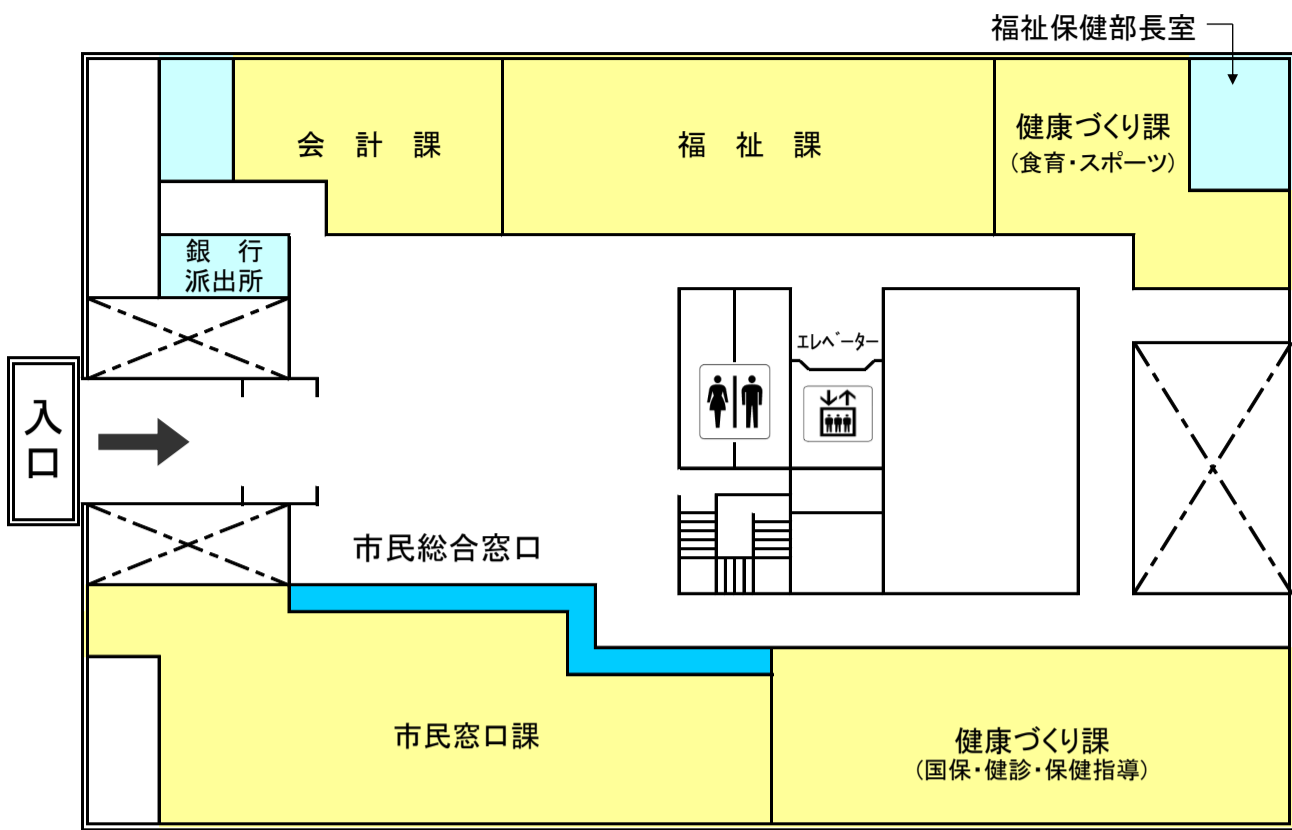 福祉保健部長室
会計課
福祉課
健康づくり課
(食育・スポーツ)
銀行
派出所
エレベーター
入
口
市民総合窓口
市民窓口課
健康づくり課
(国保・健診・保健指導)